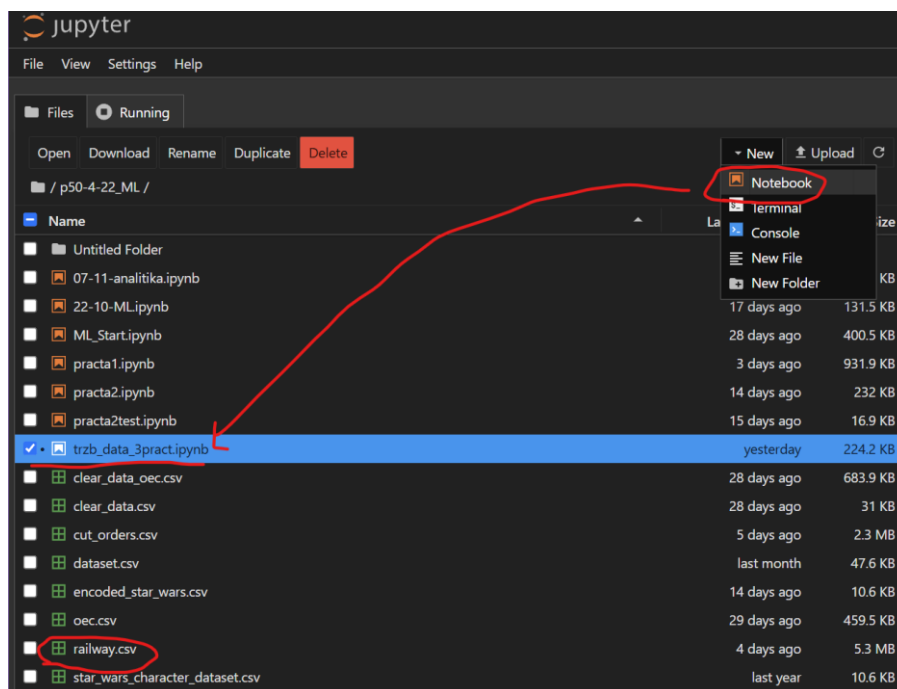 jupyter
File View Settings Help
Files Running
Open Download Rename Duplicate Delete New Upload
/ p50-4-22_ML / Notebook
Name La Terminal ize
Untitled Folder Console
New File
07-11-analitika.ipynb New Folder KB
22-10-ML.ipynb 17 days ago 131.5 KB
ML_Start.ipynb 28 days ago 400.5 KB
practa1.ipynb 3 days ago 931.9 KB
practa2.ipynb 14 days ago 232 KB
practa2test.ipynb 15 days ago 16.9 KB
trzb_data_3pract.ipynb yesterday 224.2 KB
clear_data_oec.csv 28 days ago 683.9 KB
clear_data.csv 28 days ago 31 KB
cut_orders.csv 5 days ago 2.3 MB
dataset.csv last month 47.6 KB
encoded_star_wars.csv 14 days ago 10.6 KB
oec.csv 29 days ago 459.5 KB
railway.csv 4 days ago 5.3 MB
star_wars_character_dataset.csv last year 10.6 KB